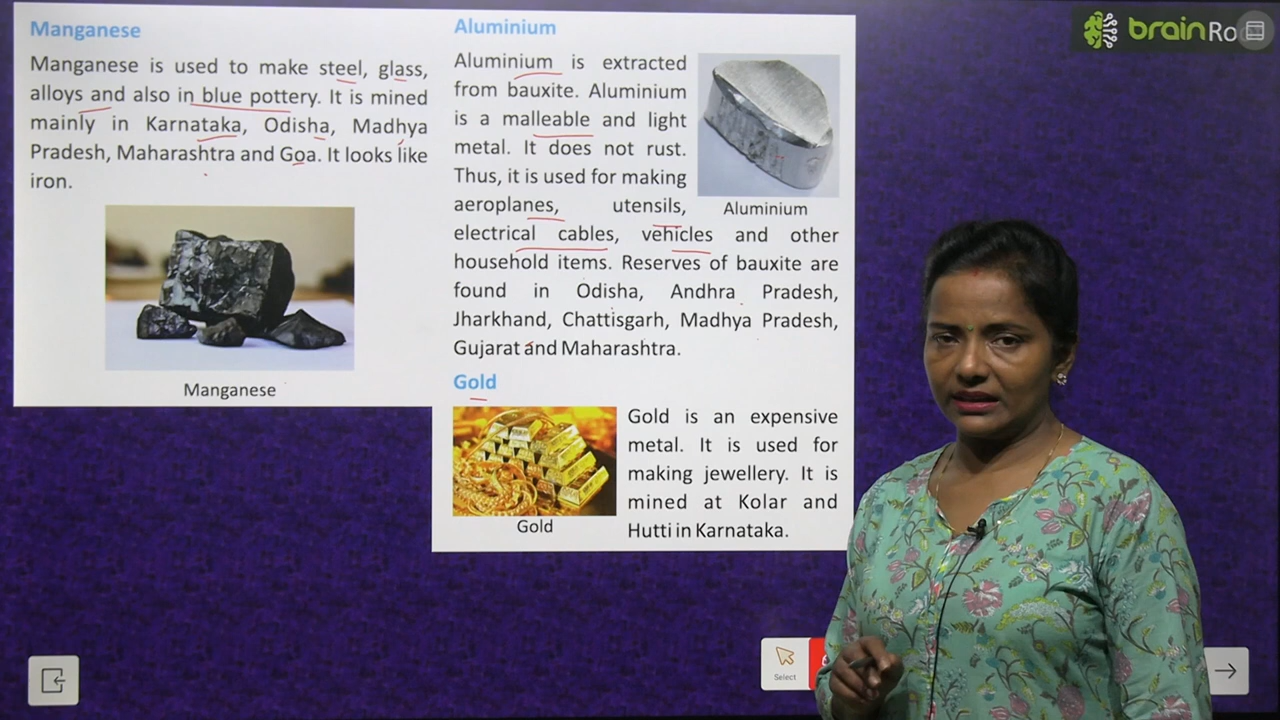 Manganese
Manganese is used to make steel, glass,
alloys and also in blue pottery. It is mined
mainly in Karnataka, Odisha, Madhya
Pradesh, Maharashtra and Goa. It looks like
iron.
Manganese
Aluminium
Aluminium is extracted
from bauxite. Aluminium
is a malleable and light
metal. It does not rust.
Thus, it is used for making
aeroplanes, utensils,
Aluminium
electrical cables, vehicles and other
household items. Reserves of bauxite are
found in Odisha, Andhra Pradesh,
Jharkhand, Chattisgarh, Madhya Pradesh,
Gujarat and Maharashtra.
Gold
Gold is an expensive
metal. It is used for
making jewellery. It is
mined at Kolar and
Hutti in Karnataka.
Gold
Select